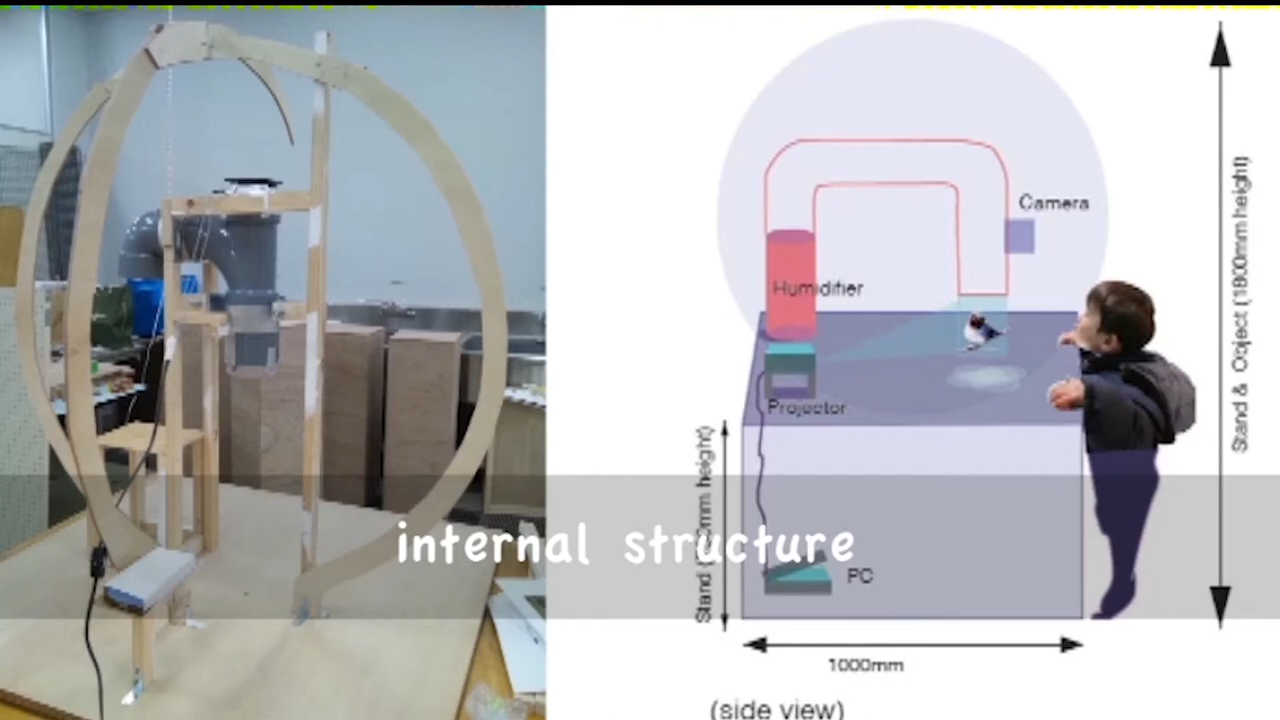 Camera
Humidifier
Projector
Stand & Object (1800mm height)
internal structure
PC
1000mm
(side view)